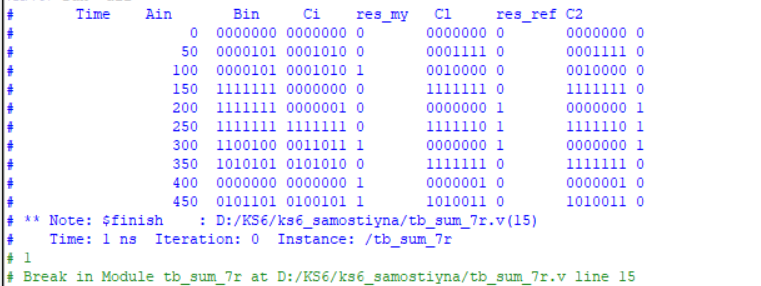 #       Time    Ain       Bin     Ci  res_my   C1    res_ref C2
#                   0  0000000 0000000 0       0000000 0       0000000 0
#                  50  0000101 0001010 0       0001111 0       0001111 0
#                 100  0000101 0001010 1       0010000 0       0010000 0
#                 150  1111111 0000000 0       1111111 0       1111111 0
#                 200  1111111 0000001 0       0000000 1       0000000 1
#                 250  1111111 1111111 0       1111110 1       1111110 1
#                 300  1100100 0011011 1       0000000 1       0000000 1
#                 350  1010101 0101010 0       1111111 0       1111111 0
#                 400  0000000 0000000 1       0000001 0       0000001 0
#                 450  0101101 0100101 1       1010011 0       1010011 0
# ** Note: $finish    : D:/KS6/ks6_samostiyna/tb_sum_7r.v(15)
#    Time: 1 ns  Iteration: 0  Instance: /tb_sum_7r
# 1
# Break in Module tb_sum_7r at D:/KS6/ks6_samostiyna/tb_sum_7r.v line 15